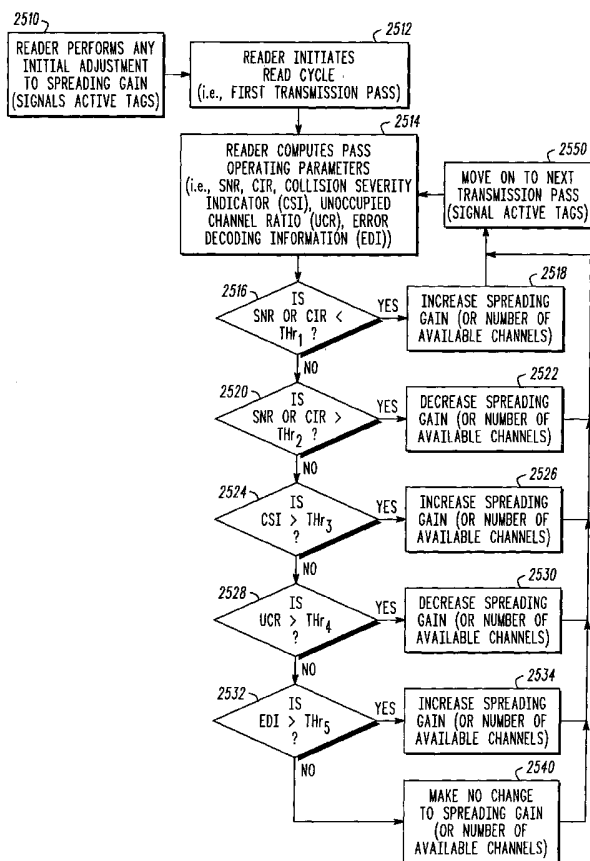 2510
READER PERFORMS ANY
INITIAL ADJUSTMENT
TO SPREADING GAIN
(SIGNALS ACTIVE TAGS)
2512
READER INITIATES
READ CYCLE
(i.e., FIRST TRANSMISSION PASS)
2514
READER COMPUTES PASS
OPERATING PARAMETERS
(i.e., SNR, CIR, COLLISION SEVERITY
INDICATOR (CSI), UNOCCUPIED
CHANNEL RATIO (UCR), ERROR
DECODING INFORMATION (EDI))
2550
MOVE ON TO NEXT
TRANSMISSION PASS
(SIGNAL ACTIVE TAGS)
2516
IS
SNR OR CIR <
THr1 ?
YES
NO
2518
INCREASE SPREADING
GAIN (OR NUMBER OF
AVAILABLE CHANNELS)
2520
IS
SNR OR CIR >
THr2 ?
YES
NO
2522
DECREASE SPREADING
GAIN (OR NUMBER OF
AVAILABLE CHANNELS)
2524
IS
CSI > THr3
?
YES
NO
2526
INCREASE SPREADING
GAIN (OR NUMBER OF
AVAILABLE CHANNELS)
2528
IS
UCR > THr4
?
YES
NO
2530
DECREASE SPREADING
GAIN (OR NUMBER OF
AVAILABLE CHANNELS)
2532
IS
EDI > THr5
?
YES
NO
2534
INCREASE SPREADING
GAIN (OR NUMBER OF
AVAILABLE CHANNELS)
2540
MAKE NO CHANGE
TO SPREADING GAIN
(OR NUMBER OF
AVAILABLE CHANNELS)